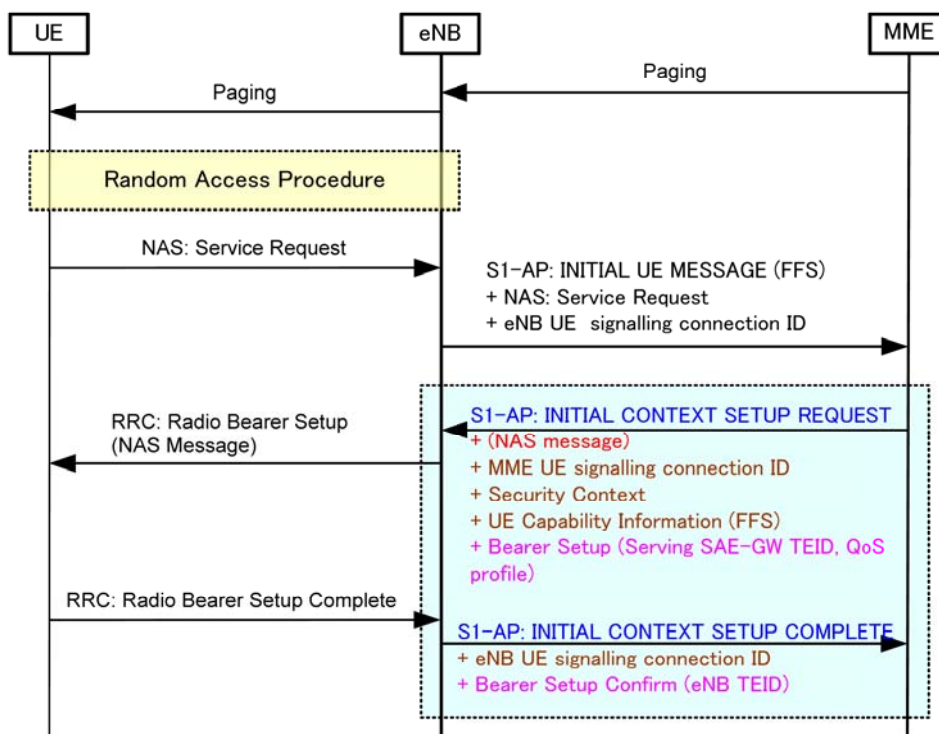 UE
eNB
MME
Paging
Paging
Random Access Procedure
NAS: Service Request
S1-AP: INITIAL UE MESSAGE (FFS)
+ NAS: Service Request
+ eNB UE signalling connection ID
S1-AP: INITIAL CONTEXT SETUP REQUEST
RRC: Radio Bearer Setup
(NAS Message)
+ (NAS message)
+ MME UE signalling connection ID
+ Security Context
+ UE Capability Information (FFS)
+ Bearer Setup (Serving SAE-GW TEID, QoS
profile)
RRC: Radio Bearer Setup Complete
S1-AP: INITIAL CONTEXT SETUP COMPLETE
+ eNB UE signalling connection ID
+ Bearer Setup Confirm (eNB TEID)